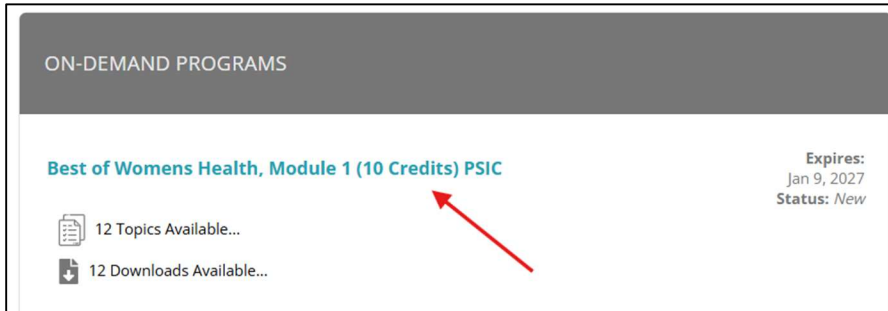 ON-DEMAND PROGRAMS
Best of Womens Health, Module 1 (10 Credits) PSIC
Expires:
Jan 9, 2027
Status: New
12 Topics Available...
12 Downloads Available...